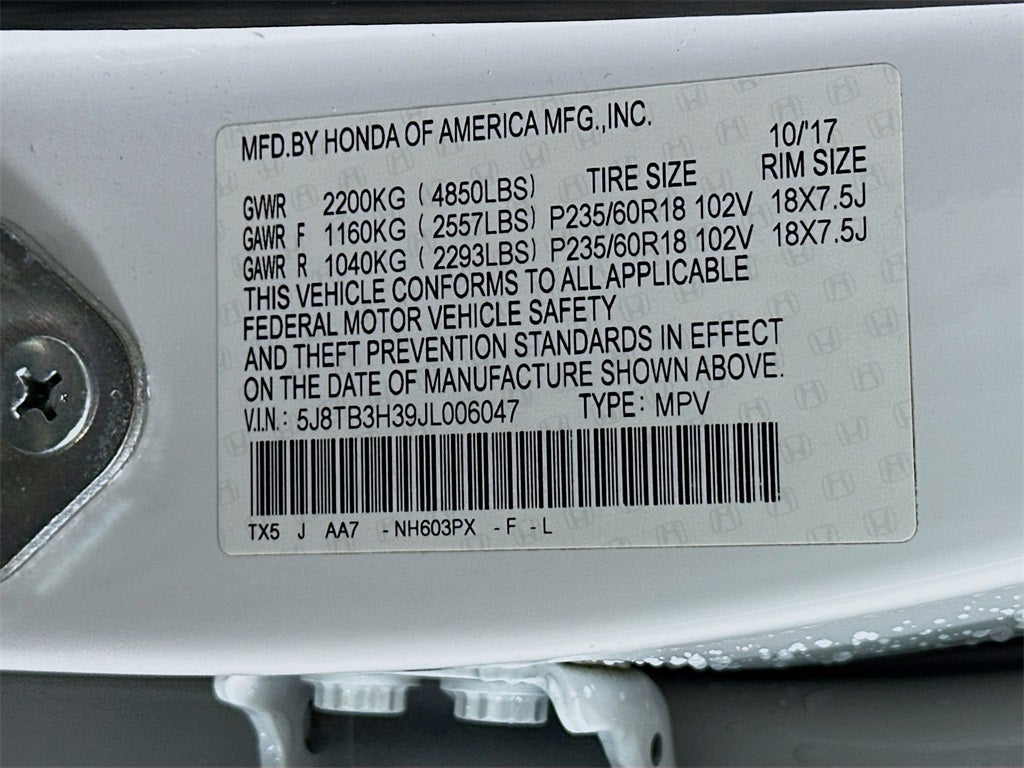 MFD.BY HONDA OF AMERICA MFG.,INC. 10/'17
TIRE SIZE RIM SIZE
GVWR 2200KG (4850LBS)
GAWR F 1160KG (2557LBS) P235/60R18 102V 18X7.5J
GAWR R 1040KG (2293LBS) P235/60R18 102V 18X7.5J
THIS VEHICLE CONFORMS TO ALL APPLICABLE
FEDERAL MOTOR VEHICLE SAFETY
AND THEFT PREVENTION STANDARDS IN EFFECT
ON THE DATE OF MANUFACTURE SHOWN ABOVE.
V.I.N.: 5J8TB3H39JL006047 TYPE: MPV
TX5 J AA7 -NH603PX -F -L